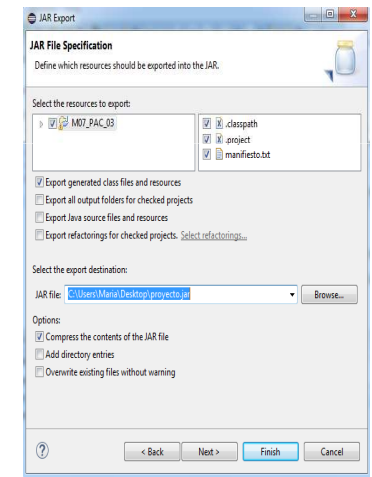 JAR Export
JAR File Specification
Define which resources should be exported into the JAR.
Select the resources to export:
M07_PAC_03
.classpath
.project
manifiesto.txt
Export generated class files and resources
Export all output folders for checked projects
Export Java source files and resources
Export refactorings for checked projects. Select refactorings...
Select the export destination:
JAR file: C:\Users\Maria\Desktop\proyecto.jar Browse...
Options:
Compress the contents of the JAR file
Add directory entries
Overwrite existing files without warning
? < Back Next > Finish Cancel